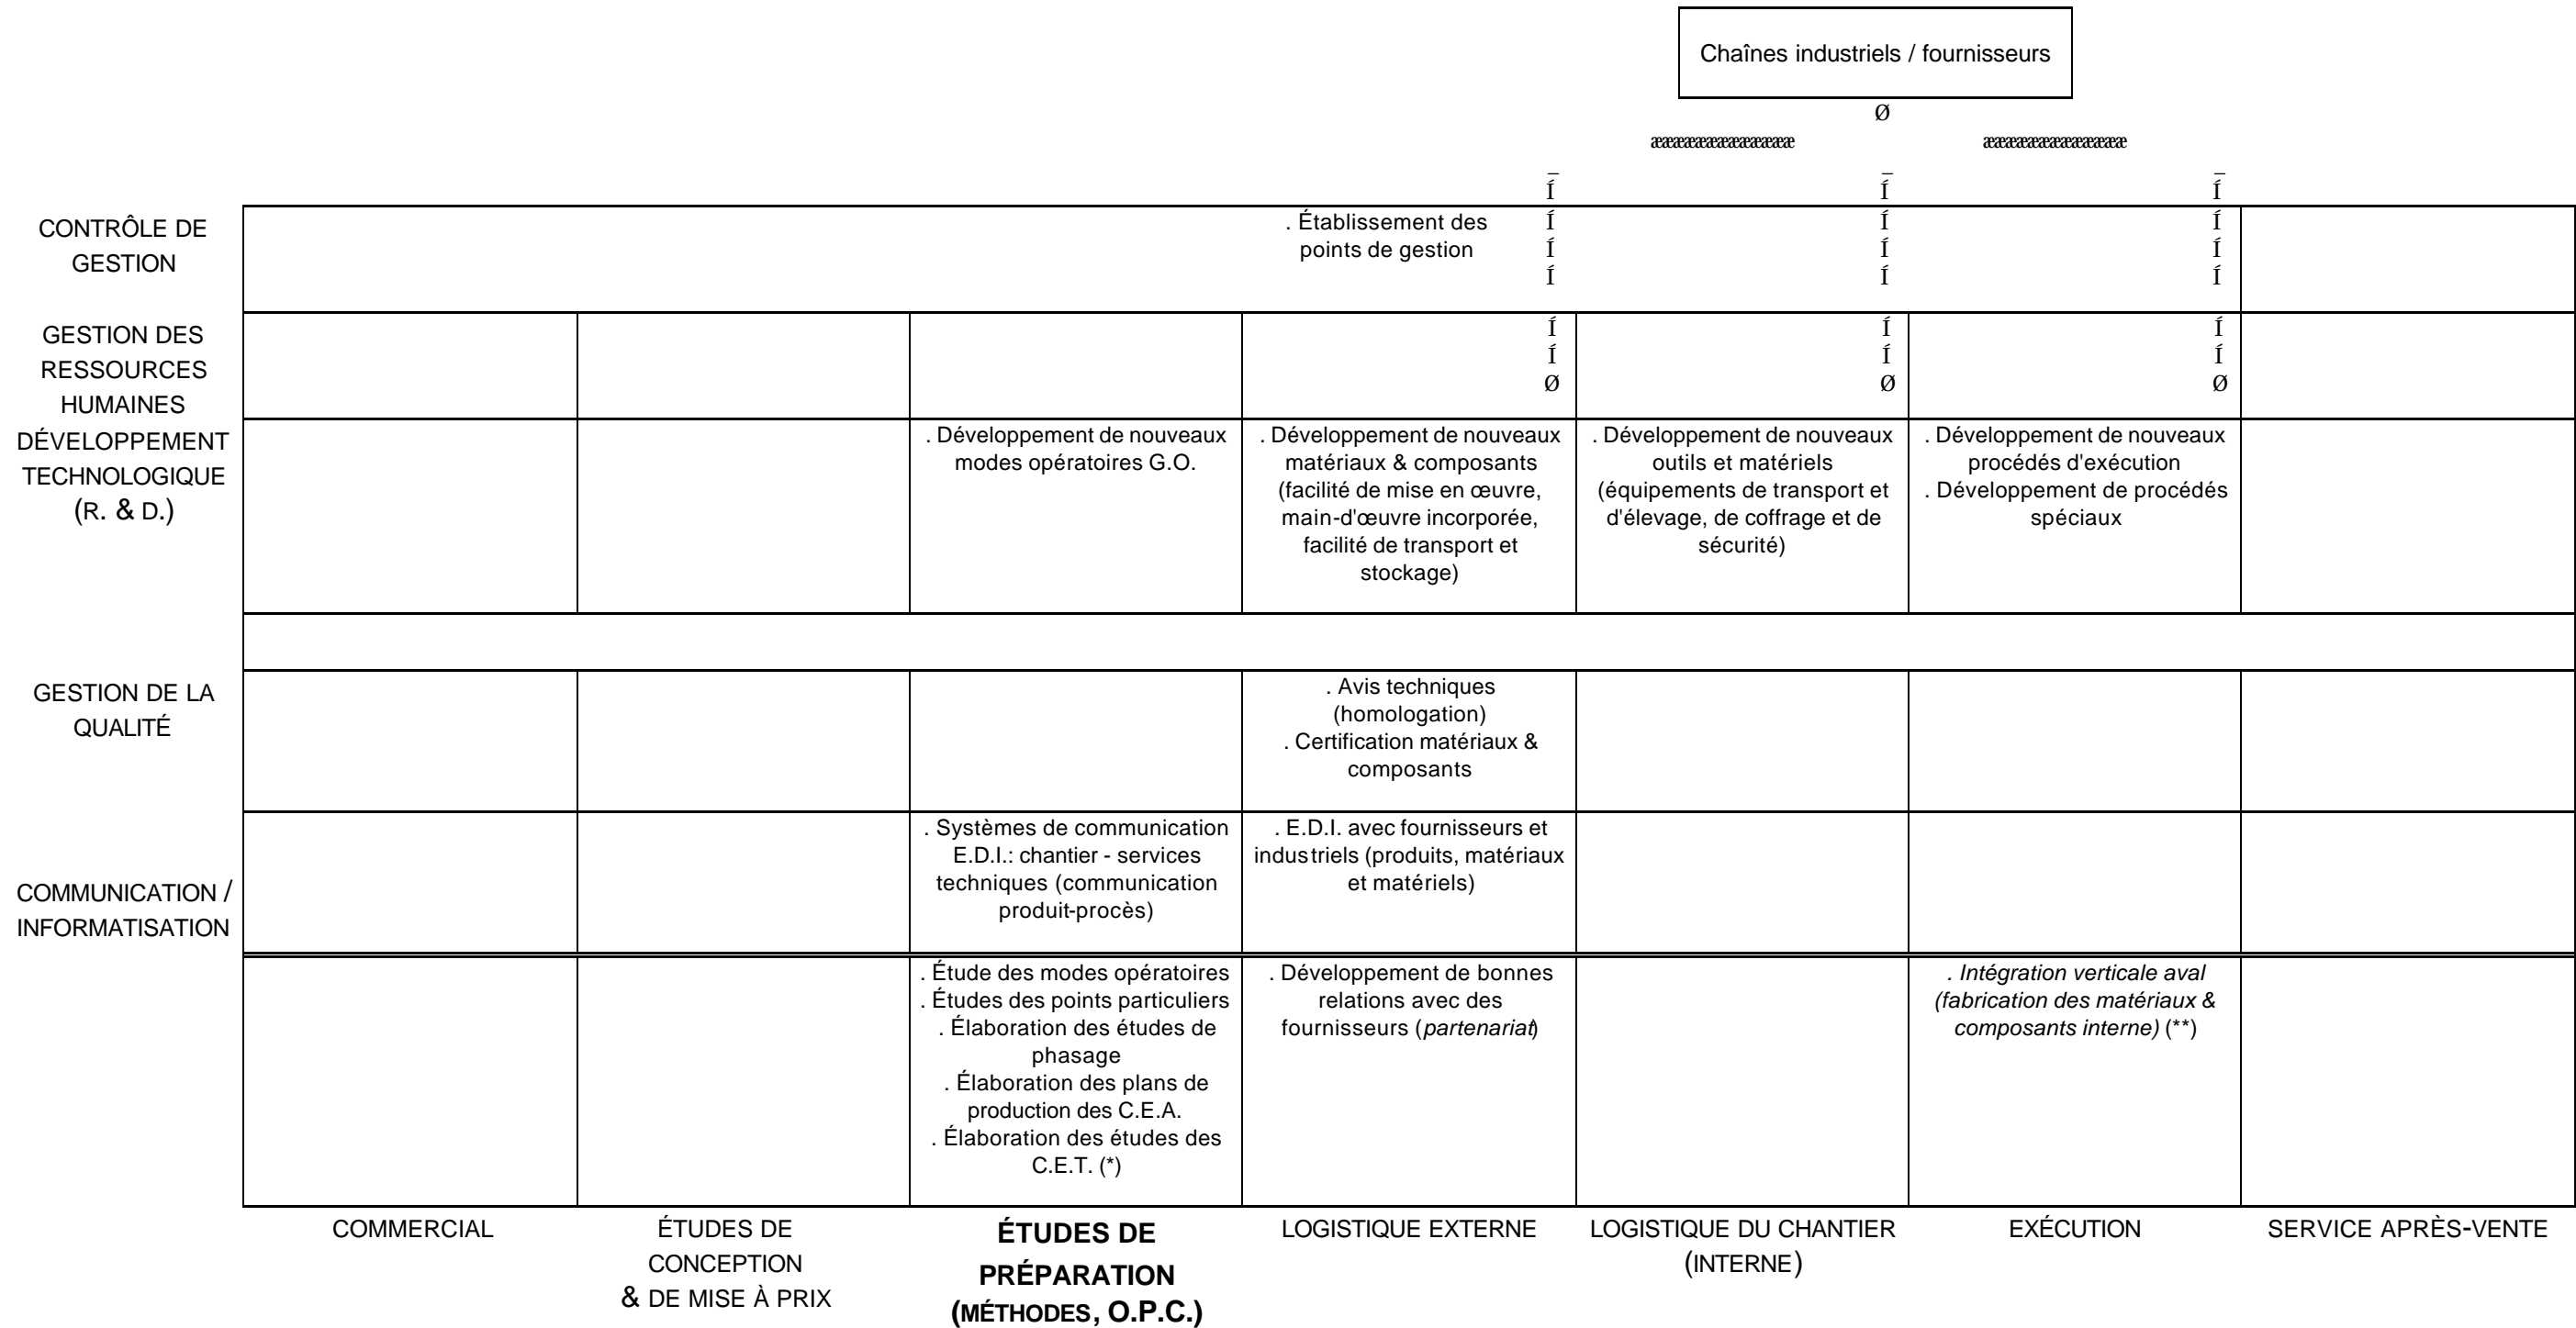 Chaînes industriels / fournisseurs
Ø
æææææææææææææ æææææææææææææ
CONTRÔLE DE
GESTION
. Établissement des
points de gestion
GESTION DES
RESSOURCES
HUMAINES
DÉVELOPPEMENT
TECHNOLOGIQUE
(R. & D.)
. Développement de nouveaux
modes opératoires G.O.
. Développement de nouveaux
matériaux & composants
(facilité de mise en œuvre,
main-d'œuvre incorporée,
facilité de transport et
stockage)
. Développement de nouveaux
outils et matériels
(équipements de transport et
d'élevage, de coffrage et de
sécurité)
. Développement de nouveaux
procédés d'exécution
. Développement de procédés
spéciaux
GESTION DE LA
QUALITÉ
. Avis techniques
(homologation)
. Certification matériaux &
composants
COMMUNICATION /
INFORMATISATION
. Systèmes de communication
E.D.I.: chantier - services
techniques (communication
produit-procès)
. E.D.I. avec fournisseurs et
industriels (produits, matériaux
et matériels)
. Étude des modes opératoires
. Études des points particuliers
. Élaboration des études de
phasage
. Élaboration des plans de
production des C.E.A.
. Élaboration des études des
C.E.T. (*)
. Développement de bonnes
relations avec des
fournisseurs (partenariat)
. Intégration verticale aval
(fabrication des matériaux &
composants interne) (**)
COMMERCIAL
ÉTUDES DE
CONCEPTION
& DE MISE À PRIX
ÉTUDES DE
PRÉPARATION
(MÉTHODES, O.P.C.)
LOGISTIQUE EXTERNE
LOGISTIQUE DU CHANTIER
(INTERNE)
EXÉCUTION
SERVICE APRÈS-VENTE